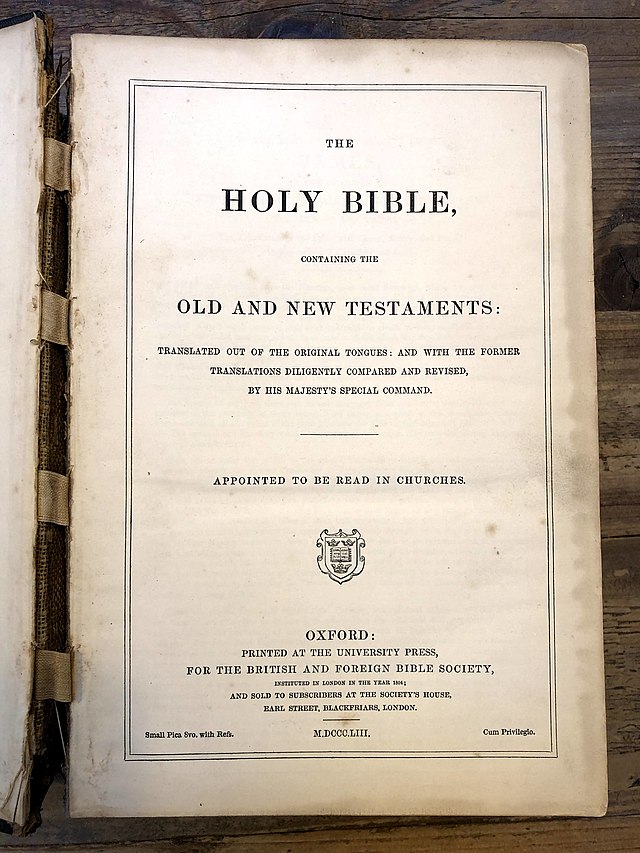 THE
HOLY BIBLE,
CONTAINING THE
OLD AND NEW TESTAMENTS:
TRANSLATED OUT OF THE ORIGINAL TONGUES: AND WITH THE FORMER
TRANSLATIONS DILIGENTLY COMPARED AND REVISED,
BY HIS MAJESTY'S SPECIAL COMMAND.
APPOINTED TO BE READ IN CHURCHES.
OXFORD:
PRINTED AT THE UNIVERSITY PRESS,
FOR THE BRITISH AND FOREIGN BIBLE SOCIETY,
INSTITUTED IN LONDON IN THE YEAR 1804;
AND SOLD TO SUBSCRIBERS AT THE SOCIETY'S HOUSE,
EARL STREET, BLACKFRIARS, LONDON.
Small Pica 8vo. with Refs. M.DCCC.LIII. Cum Privilegio.